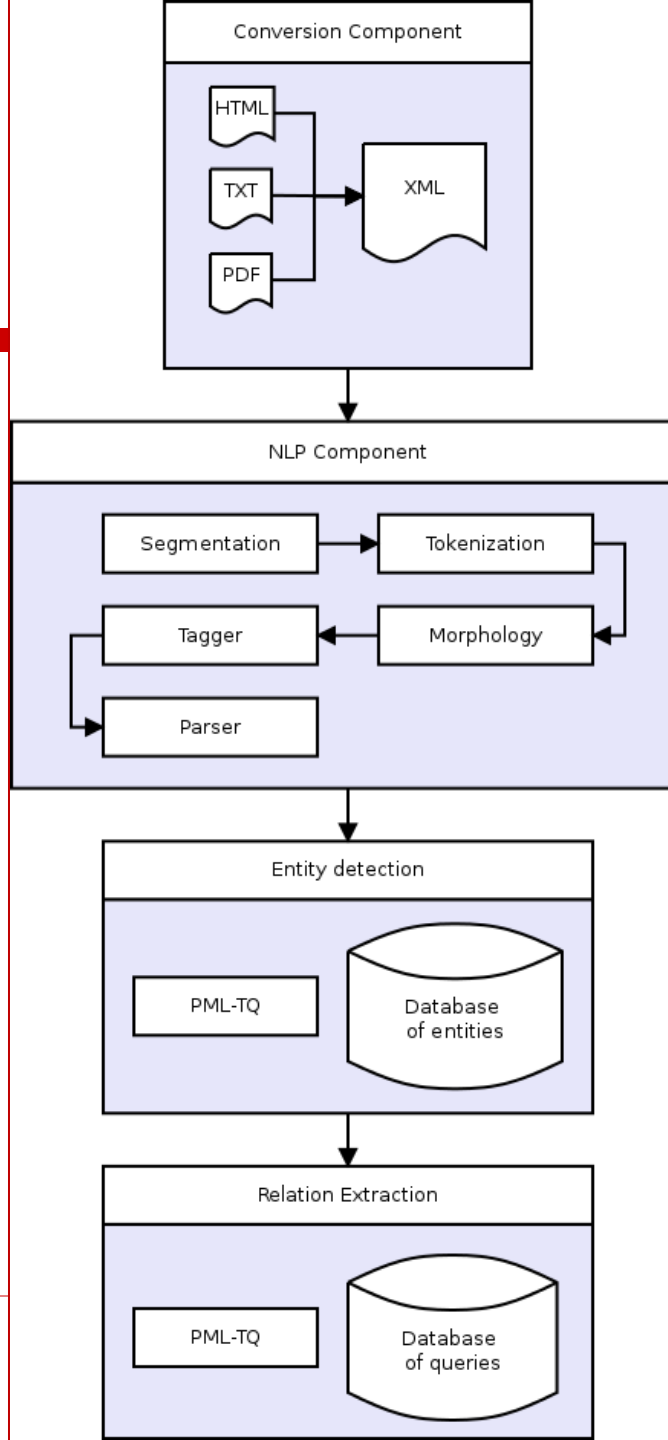 Conversion Component
HTML
TXT
XML
PDF
NLP Component
Segmentation
Tokenization
Tagger
Morphology
Parser
Entity detection
PML-TQ
Database
of entities
Relation Extraction
PML-TQ
Database
of queries